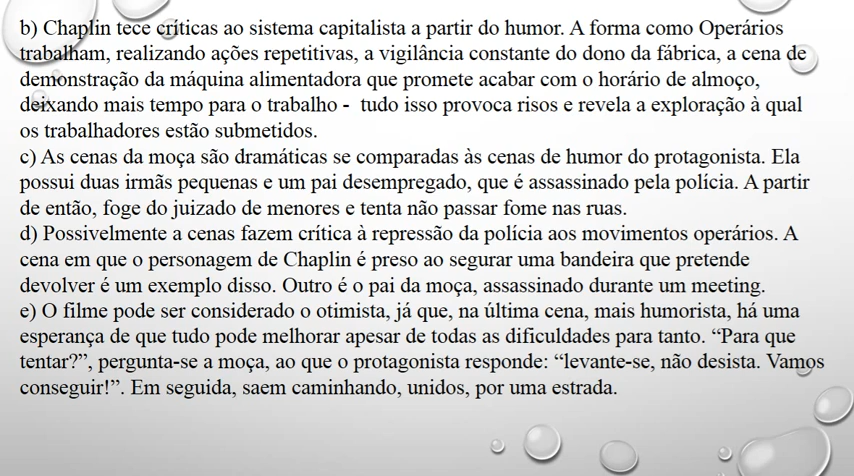 b) Chaplin tece críticas ao sistema capitalista a partir do humor. A forma como Operários
trabalham, realizando ações repetitivas, a vigilância constante do dono da fábrica, a cena de
demonstração da máquina alimentadora que promete acabar com o horário de almoço,
deixando mais tempo para o trabalho - tudo isso provoca risos e revela a exploração à qual
os trabalhadores estão submetidos.
c) As cenas da moça são dramáticas se comparadas às cenas de humor do protagonista. Ela
possui duas irmãs pequenas e um pai desempregado, que é assassinado pela polícia. A partir
de então, foge do juizado de menores e tenta não passar fome nas ruas.
d) Possivelmente a cenas fazem crítica à repressão da polícia aos movimentos operários. A
cena em que o personagem de Chaplin é preso ao segurar uma bandeira que pretende
devolver é um exemplo disso. Outro é o pai da moça, assassinado durante um meeting.
e) O filme pode ser considerado o otimista, já que, na última cena, mais humorista, há uma
esperança de que tudo pode melhorar apesar de todas as dificuldades para tanto. “Para que
tentar?”, pergunta-se a moça, ao que o protagonista responde: “levante-se, não desista. Vamos
conseguir!”. Em seguida, saem caminhando, unidos, por uma estrada.